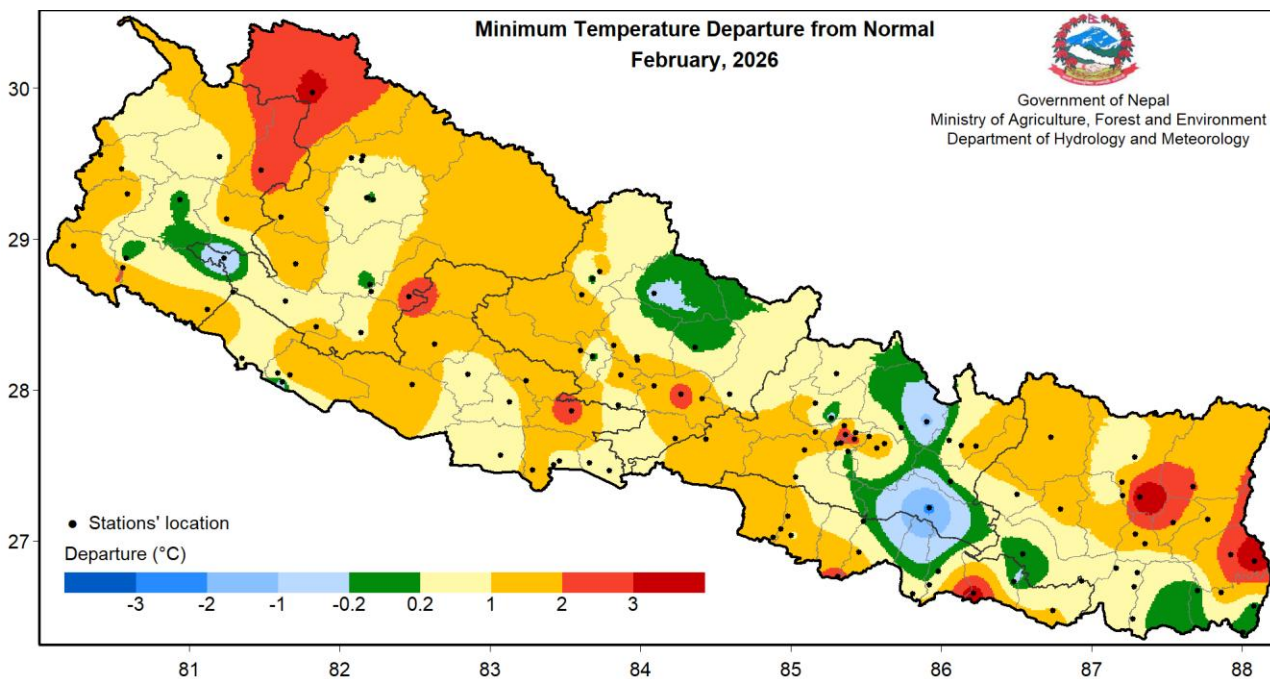 Minimum Temperature Departure from Normal
February, 2026
Government of Nepal
Ministry of Agriculture, Forest and Environment
Department of Hydrology and Meteorology
30
29
28
27
Stations' location
Departure (°C)
-3 -2 -1 -0.2 0.2 1 2 3
81 82 83 84 85 86 87 88